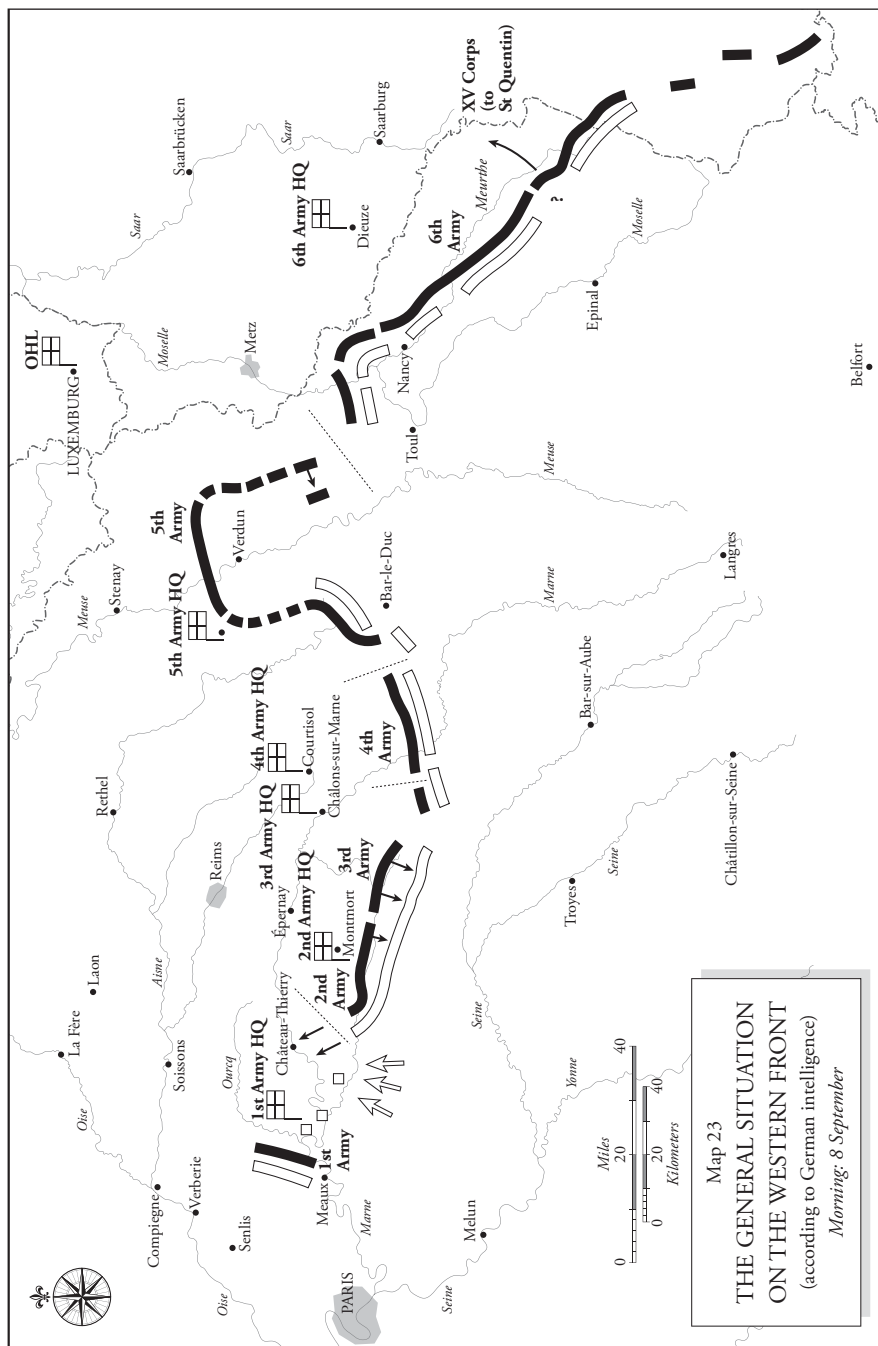 Map 23
THE GENERAL SITUATION
ON THE WESTERN FRONT
(according to German intelligence)
Morning: 8 September
Miles
0
20
40
0
20
40
Kilometers
Oise
La Fère
Laon
Compiegne
Verberie
Senlis
Oise
PARIS
Soissons
Aisne
Ourcq
1st Army HQ
Meaux
1st
Army
Marne
Melun
Seine
Château-Thierry
2nd
Army
2nd Army HQ
Montmort
Épernay
Reims
Rethel
3rd Army HQ
3rd
Army
Châlons-sur-Marne
4th Army HQ
Courtisol
4th
Army
5th Army HQ
5th
Army
Meuse
Stenay
Verdun
Bar-le-Duc
LUXEMBURG
OHL
Moselle
Metz
Saar
Saarbrücken
Saar
Saarburg
6th Army HQ
Dieuze
6th
Army
Meurthe
XV Corps
(to
St Quentin)
?
Nancy
Toul
Moselle
Epinal
Meuse
Marne
Langres
Belfort
Bar-sur-Aube
Châtillon-sur-Seine
Seine
Troyes
Seine
Yonne